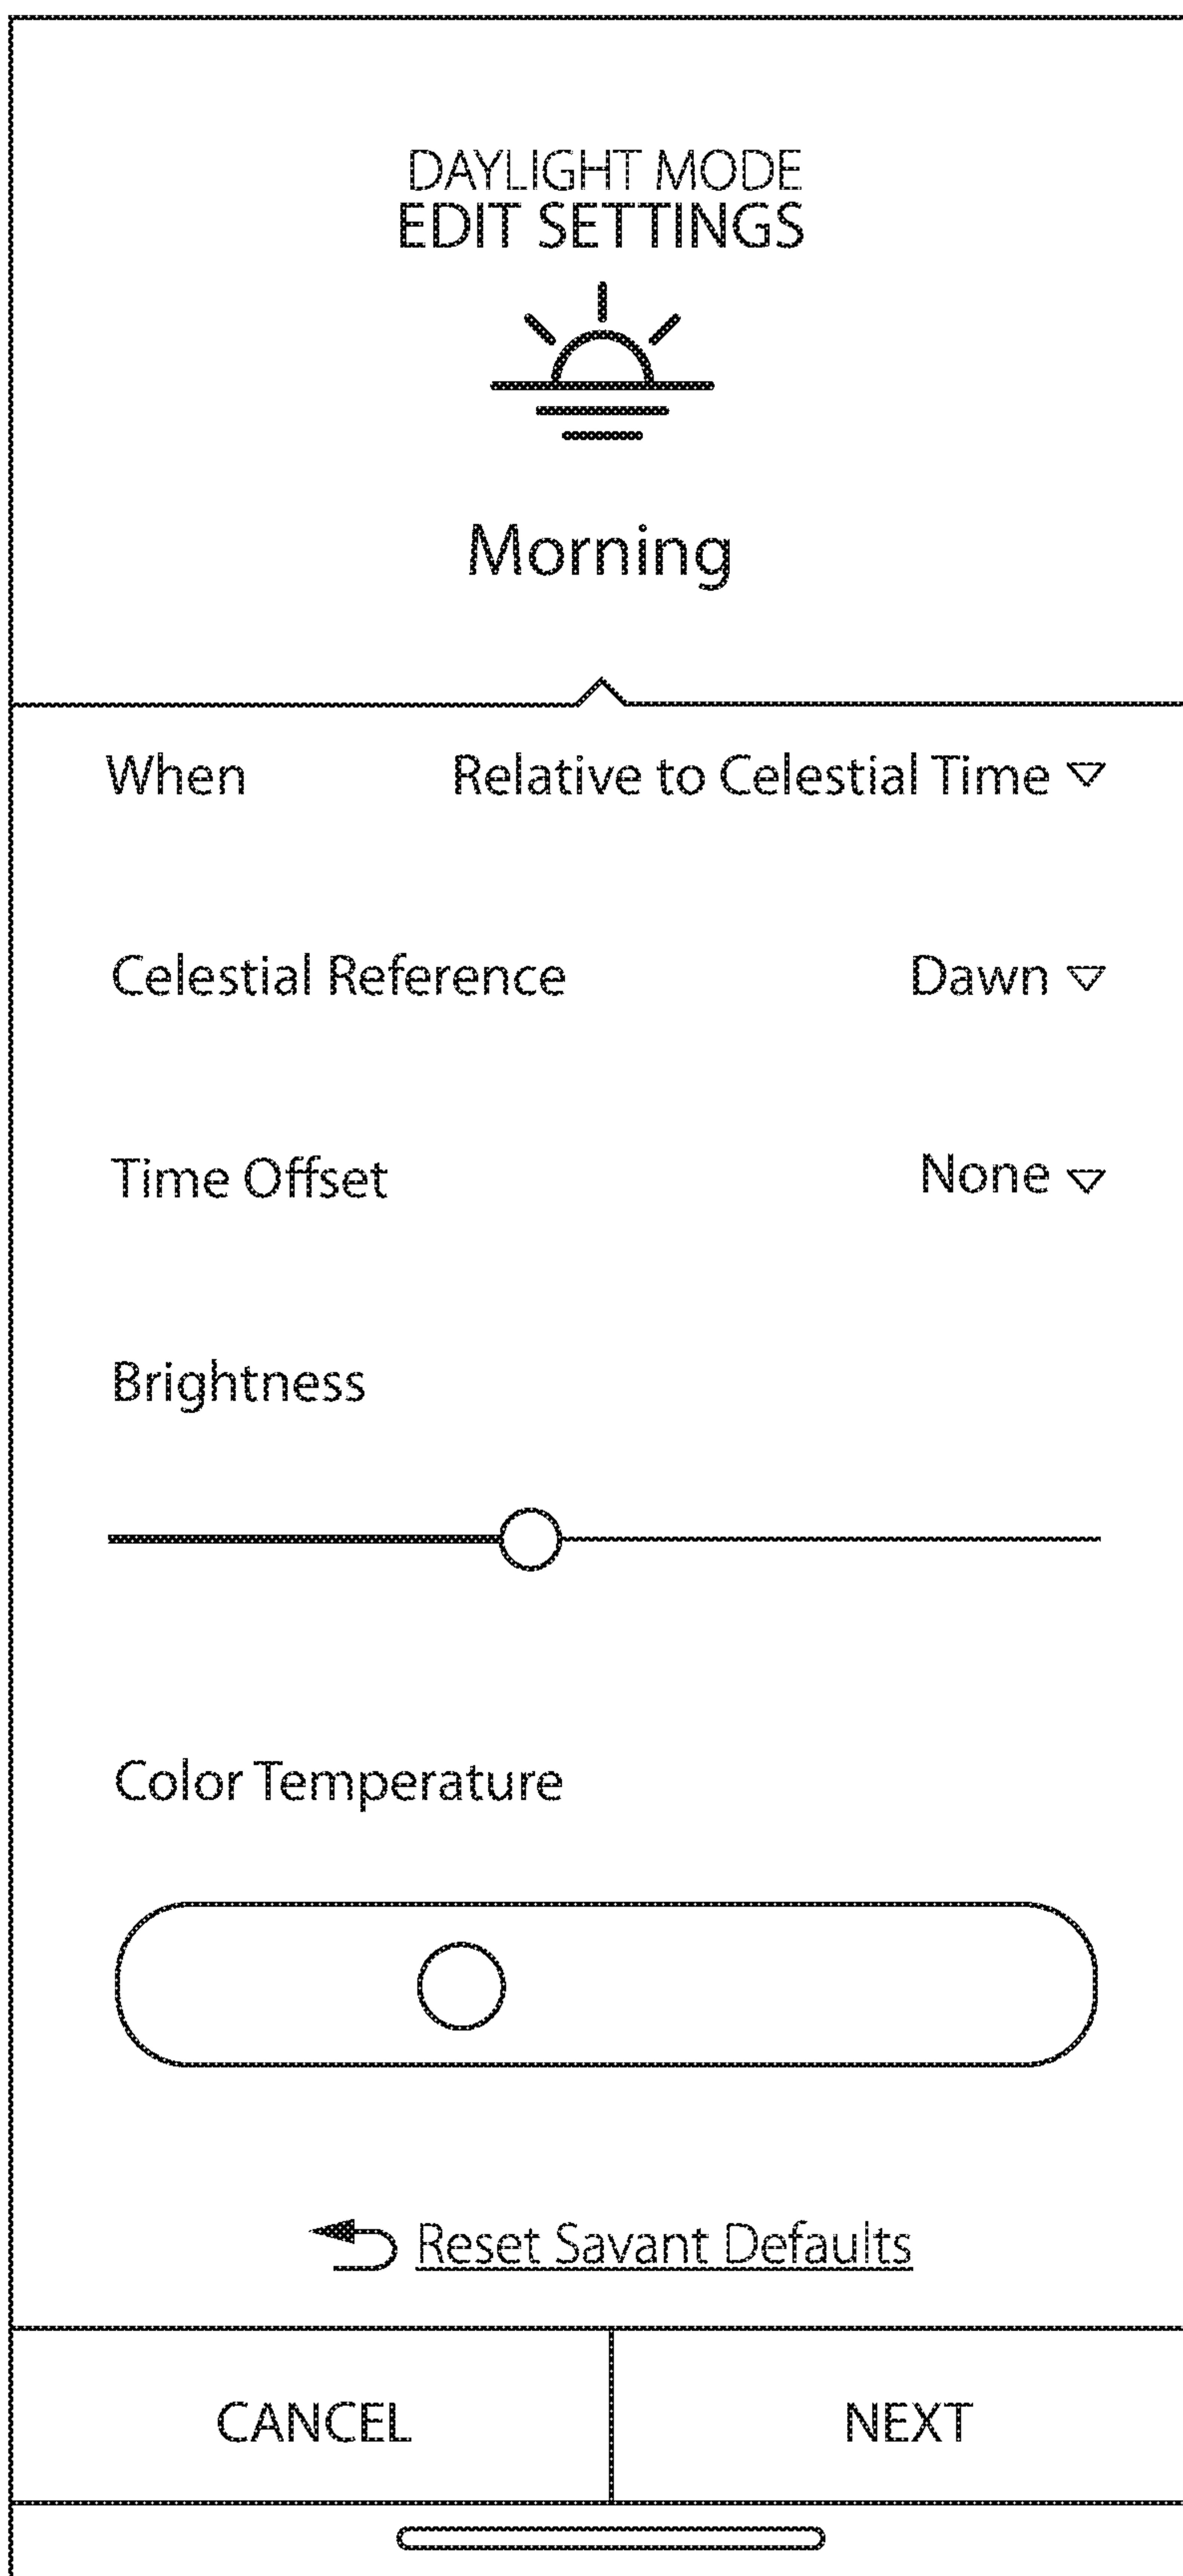 DAYLIGHT MODE
EDIT SETTINGS
Morning
When Relative to Celestial Time
Celestial Reference Dawn
Time Offset None
Brightness
Color Temperature
Reset Savant Defaults
CANCEL NEXT